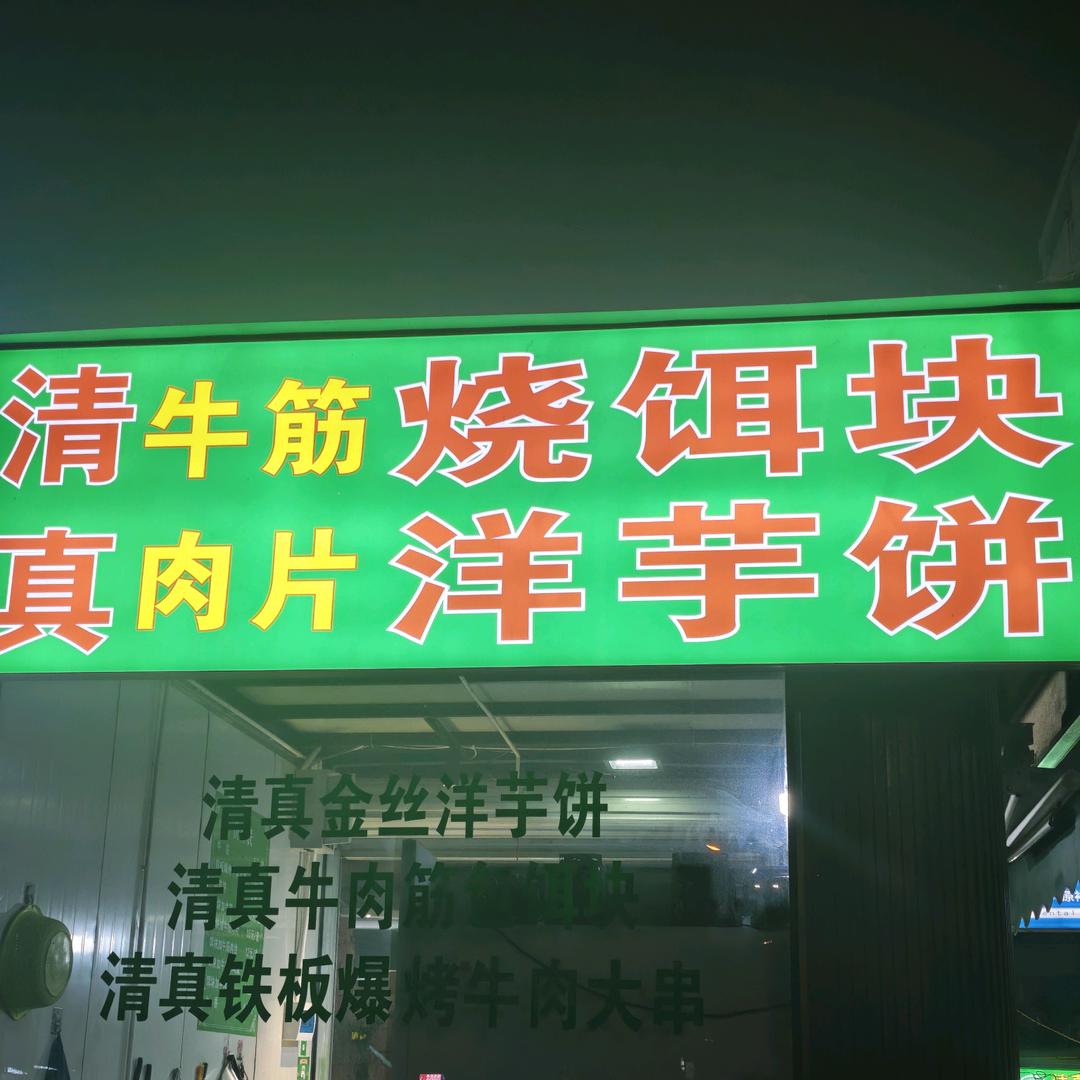 清 牛筋 烧饵块
真 肉片 洋芋饼
清真金丝洋芋饼
清真牛肉筋烧饵块
清真铁板爆烤牛肉大串